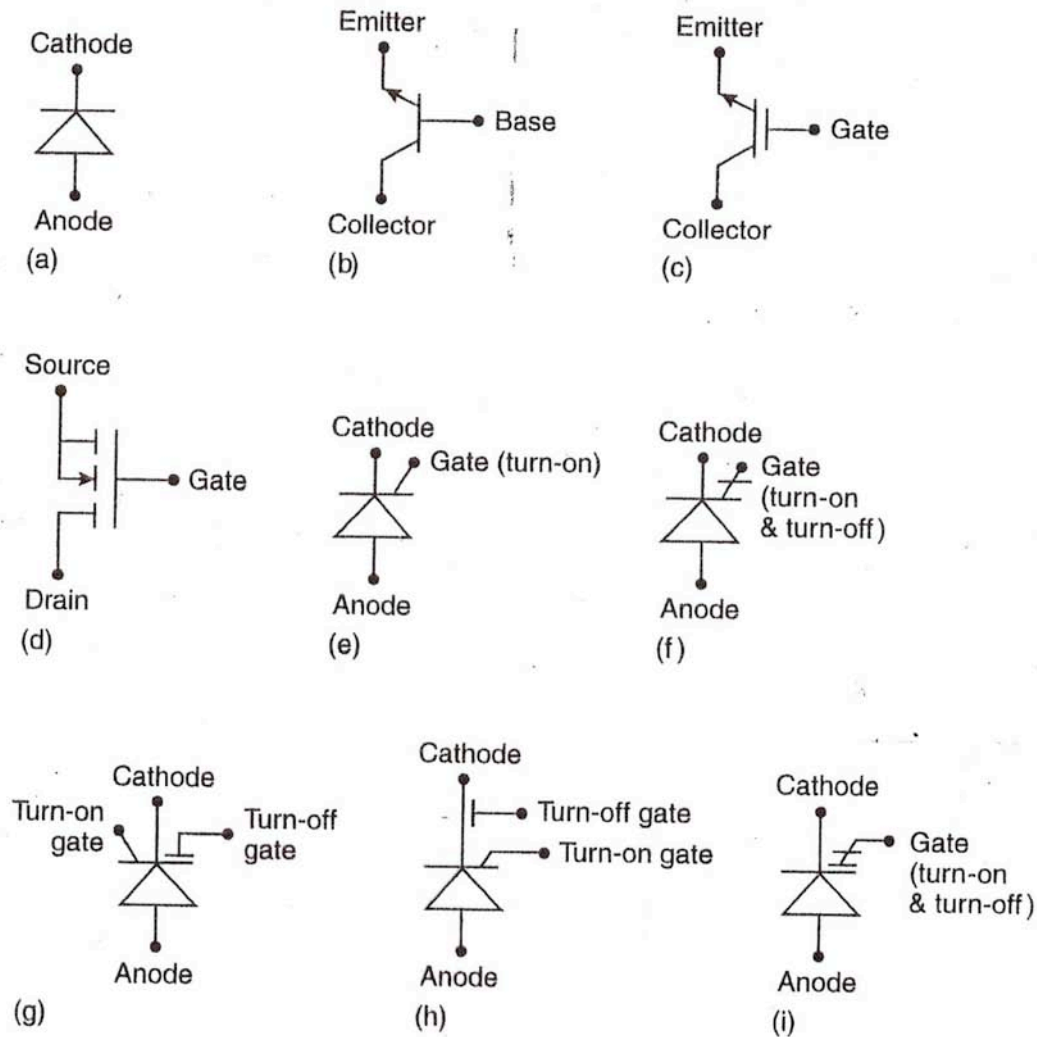 Cathode
Anode
(a)
Emitter
Base
Collector
(b)
Emitter
Gate
Collector
(c)
Source
Gate
Drain
(d)
Cathode
Gate (turn-on)
Anode
(e)
Cathode
Gate
(turn-on
& turn-off)
Anode
(f)
Cathode
Turn-on
gate
Turn-off
gate
Anode
(g)
Cathode
Turn-off gate
Turn-on gate
Anode
(h)
Cathode
Gate
(turn-on
& turn-off)
Anode
(i)